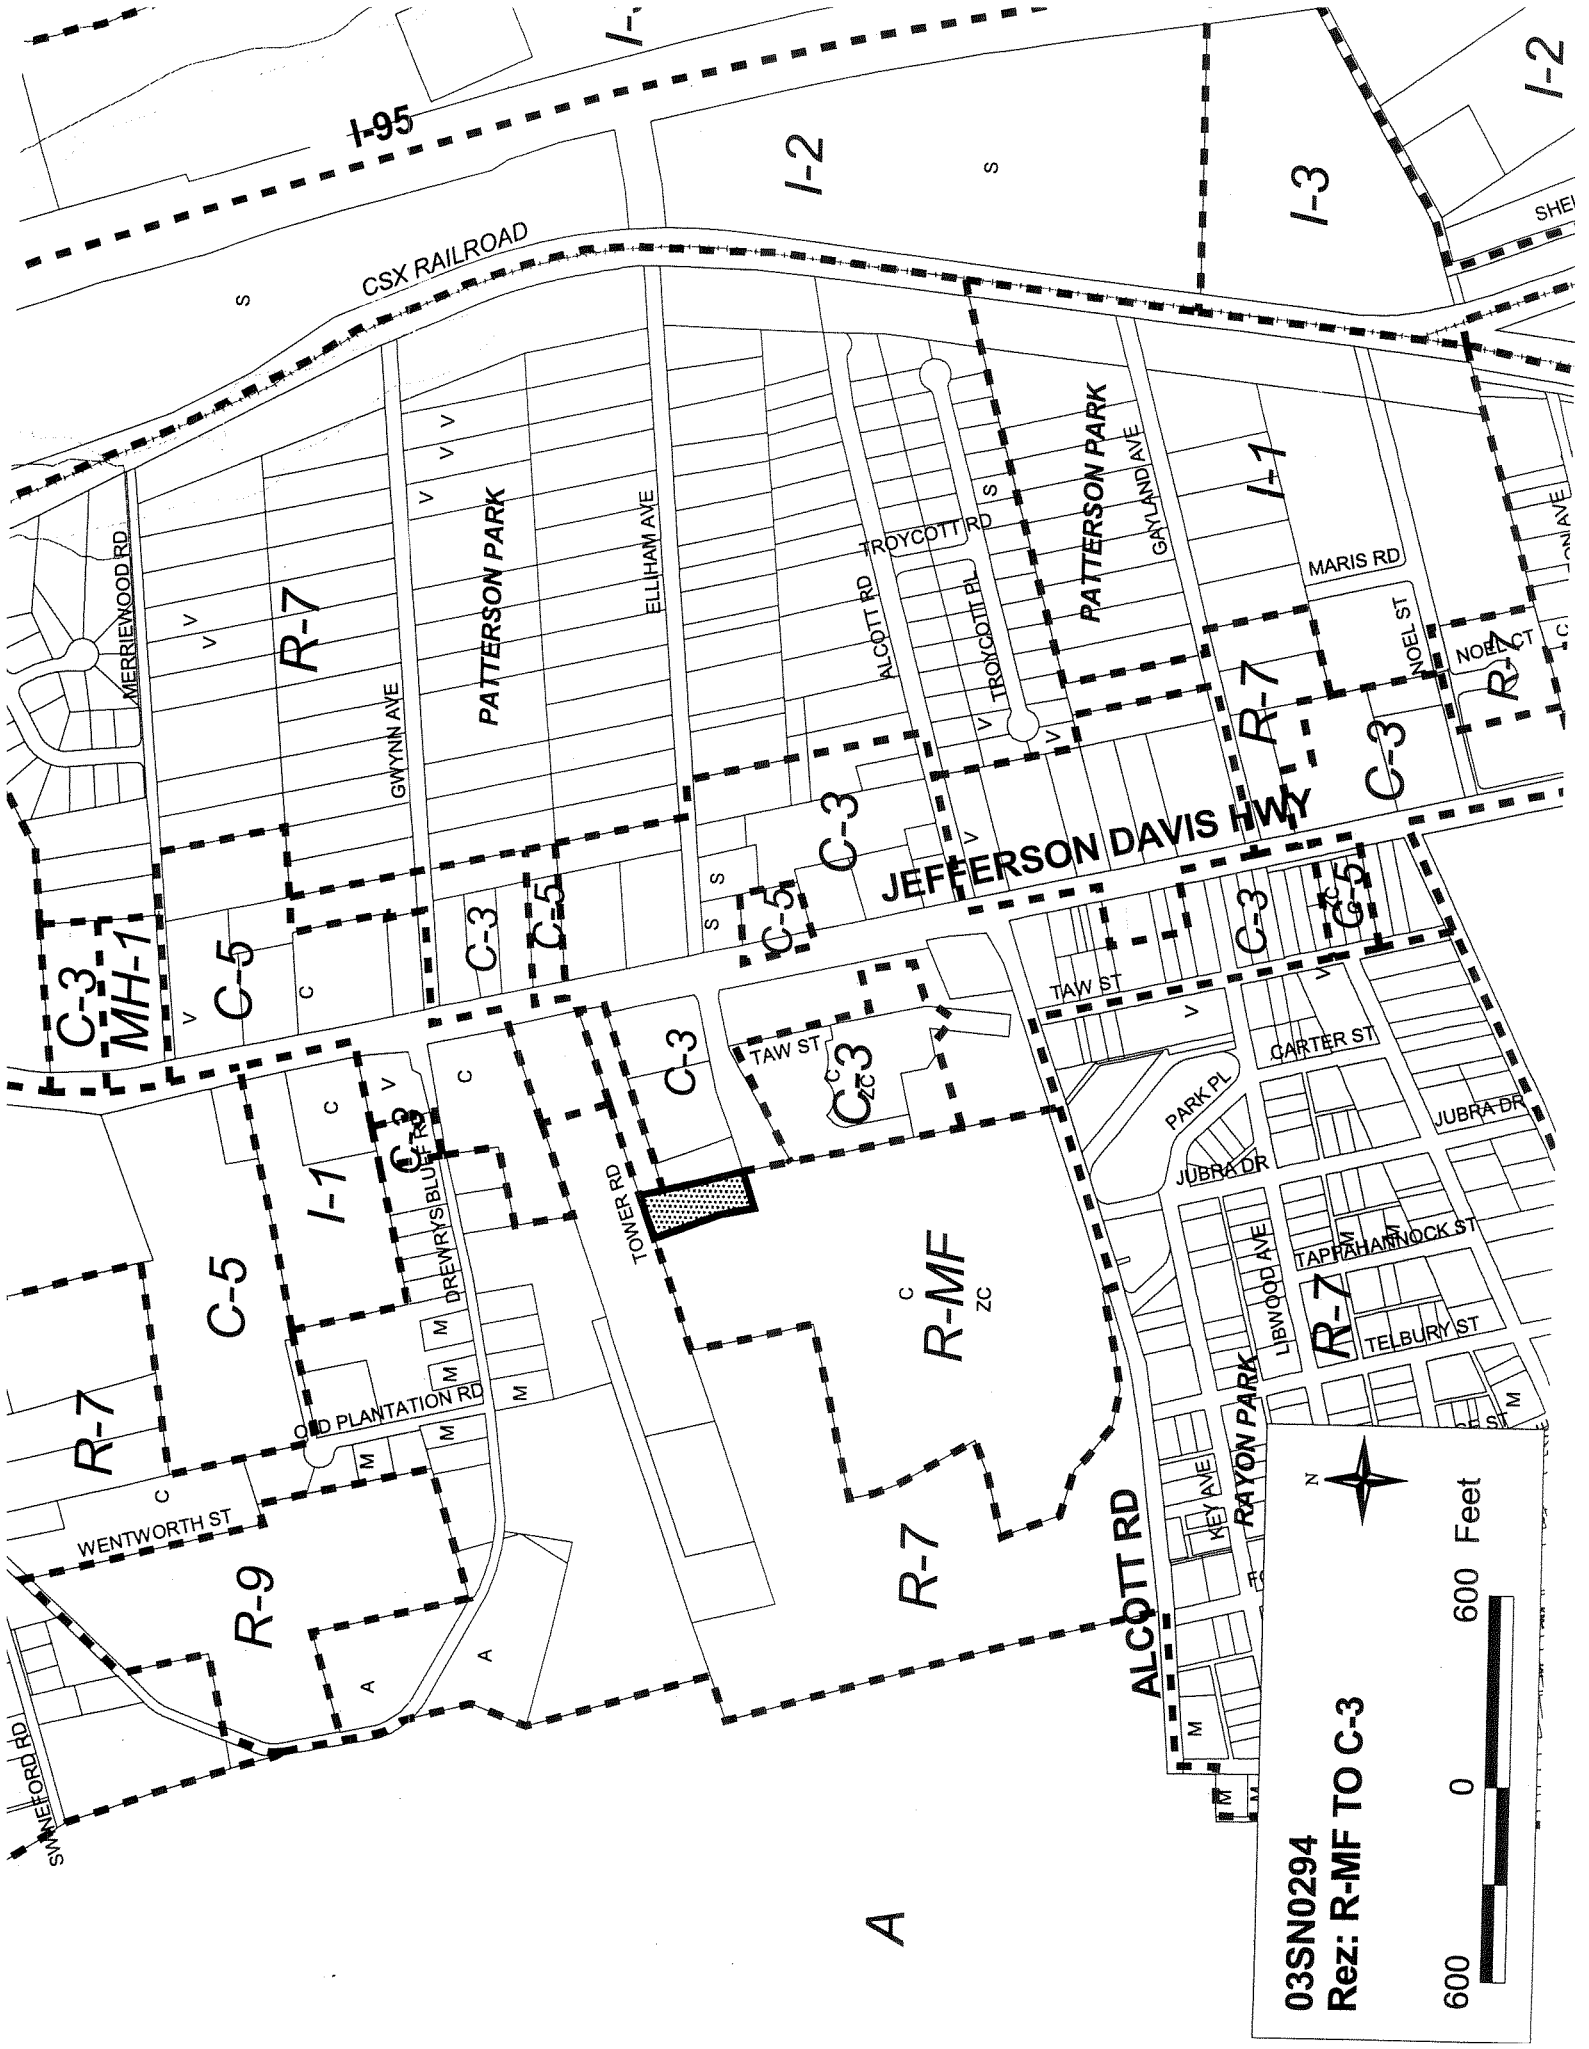 I-95
I-2
S
I-3
I-2
SHEI
CSX RAILROAD
S
MERRIEWOOD RD
V
V
R-7
GWYNN AVE
V
V
V
PATTERSON PARK
ELLIHAM AVE
ALCOTT RD
TROYCOTT RD
S
TROYCOTT PL
V
V
PATTERSON PARK
GAYLAND AVE
I-1
MARIS RD
NOEL ST
NOEL CT
R-7
C
R-7
C-3
JEFFERSON DAVIS HWY
V
C-3
MH-1
C-5
V
C
C-3
C-5
S
S
C-5
C-3
C-3
C-5
TAW ST
V
V
CARTER ST
C-5
I-1
C
V
C-3
C
DREWRYS BLUFF RD
TOWER RD
C-3
TAW ST
C
C-3
ZC
C
PARK PL
JUBRA DR
JUBRA DR
TAPPAHANNOCK ST
M
M
LIBWOOD AVE
R-7
TELBURY ST
M
R-MF
C
ZC
R-7
C
WENTWORTH ST
OLD PLANTATION RD
M
M
M
M
M
R-9
A
A
SWINEFORD RD
R-7
ALCOTT RD
KEY AVE
RAYON PARK
M
M
A
03SN0294
Rez: R-MF TO C-3
N
600 0 600 Feet